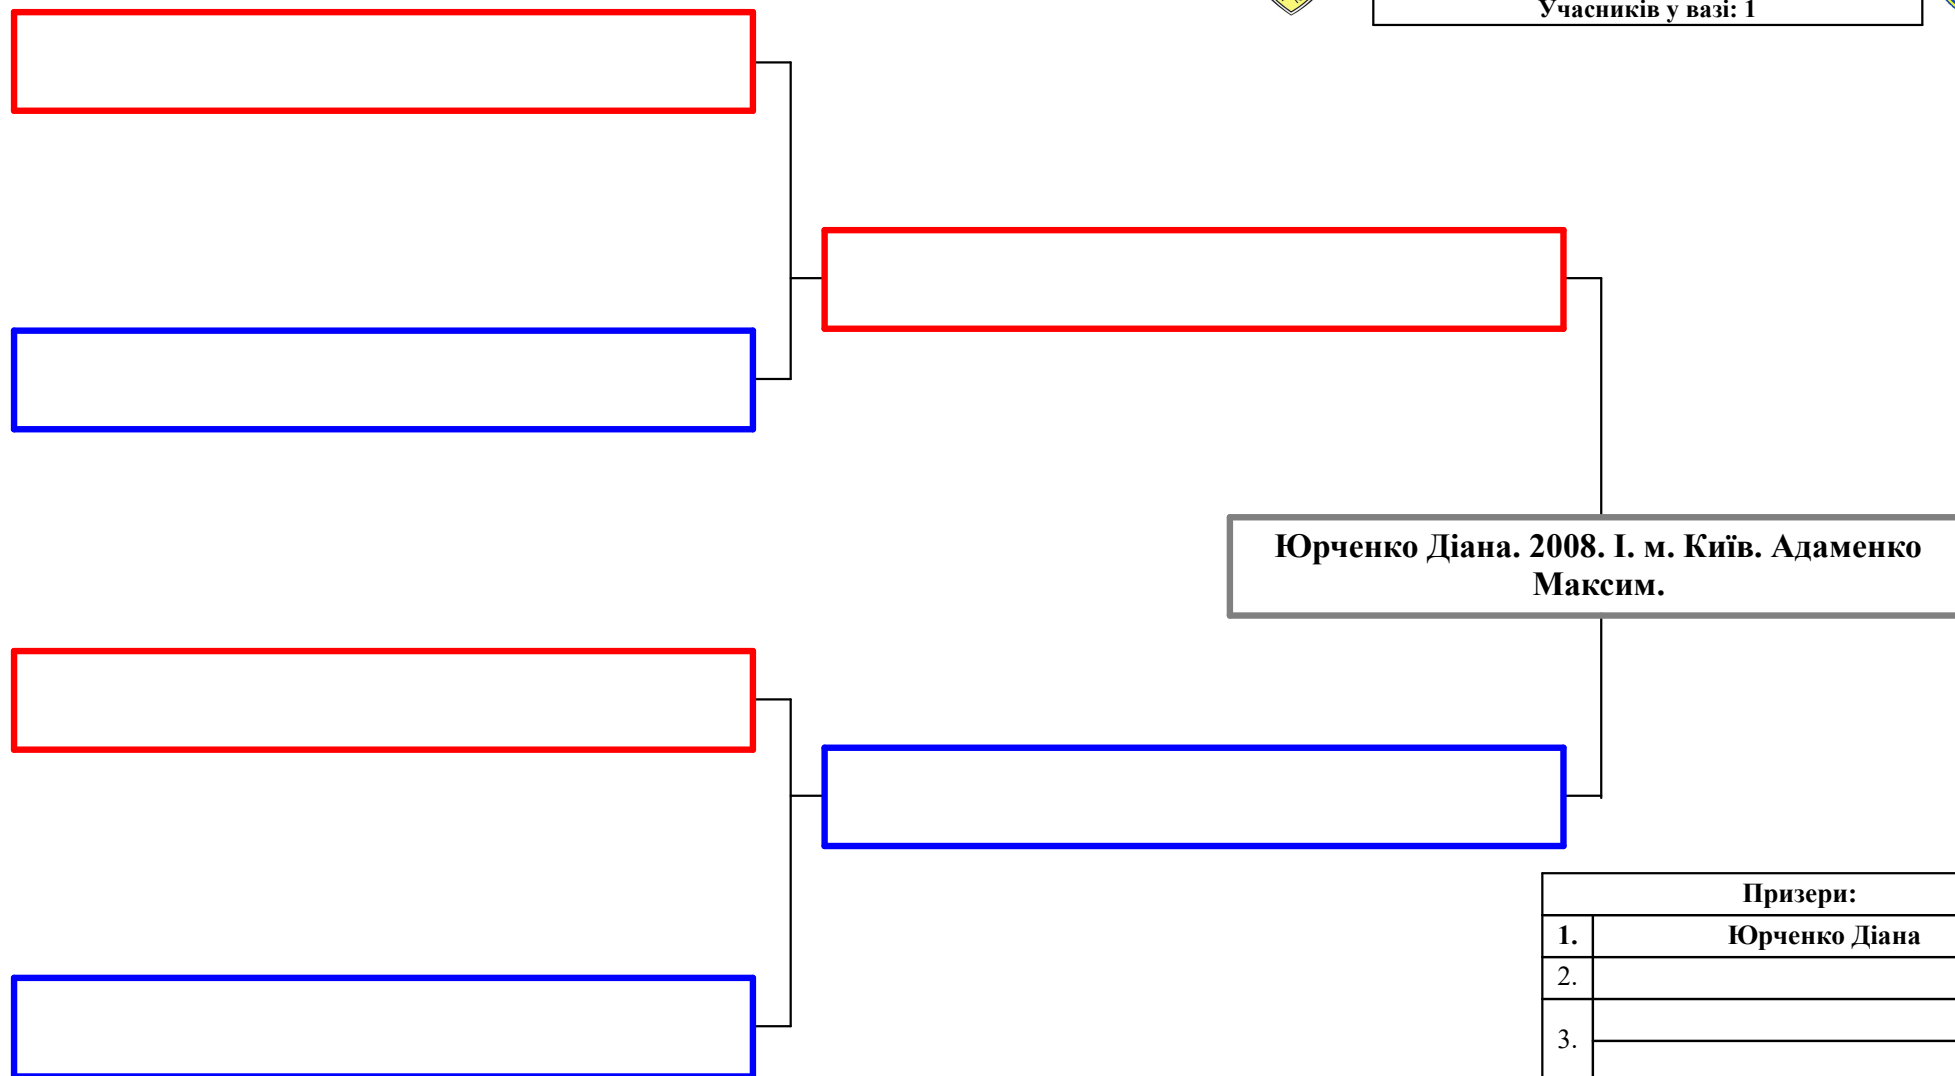 Учасників у вазі: 1
Юрченко Діана. 2008. I. м. Київ. Адаменко
Максим.
Призери:
1. Юрченко Діана
2.
3.